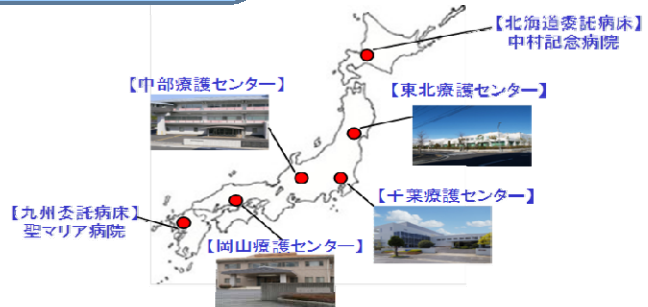 【北海道委託病床】
中村記念病院
【中部療護センター】
【東北療護センター】
【千葉療護センター】
【九州委託病床】
聖マリア病院
【岡山療護センター】